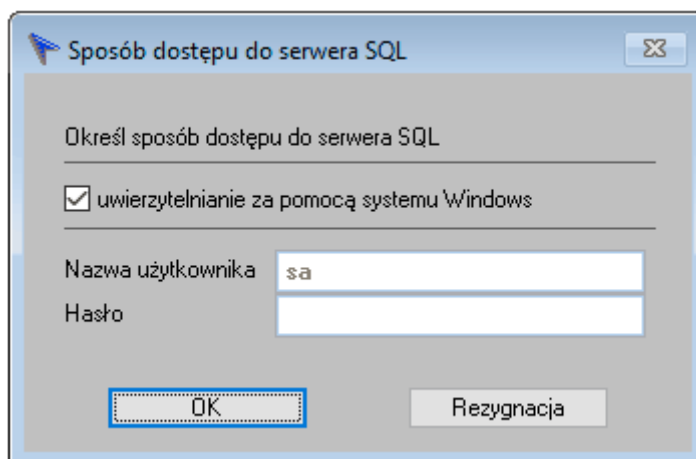 Sposób dostępu do serwera SQL
Określ sposób dostępu do serwera SQL
uwierzytelnianie za pomocą systemu Windows
Nazwa użytkownika sa
Hasło
OK Rezygnacja